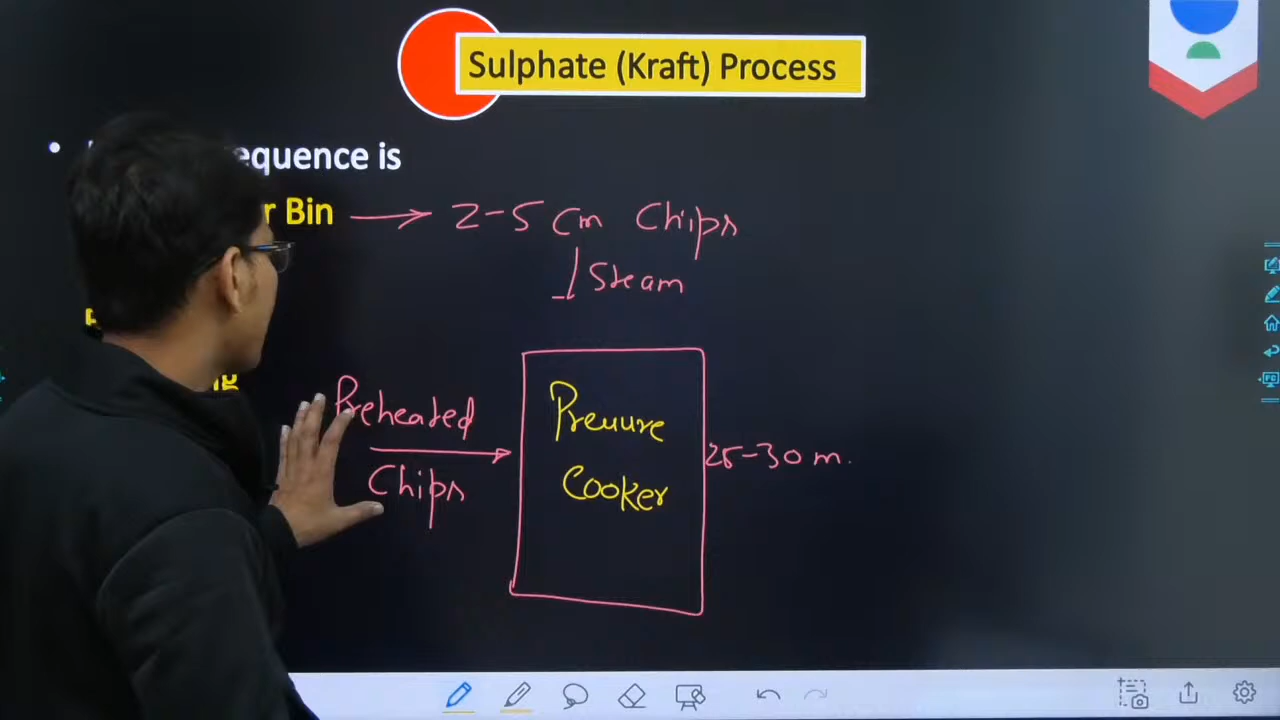 Sulphate (Kraft) Process
equence is
r Bin → 2-5 cm Chips
Steam
Preheated
Chips
Pressure
Cooker
25-30 m.